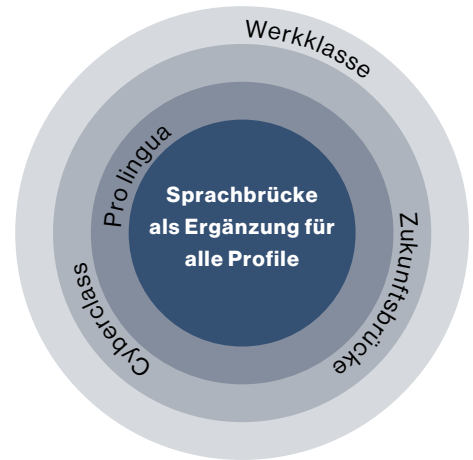 Werkklasse
Pro lingua
Sprachbrücke
als Ergänzung für
alle Profile
Zukunftsbrücke
Cyberclass